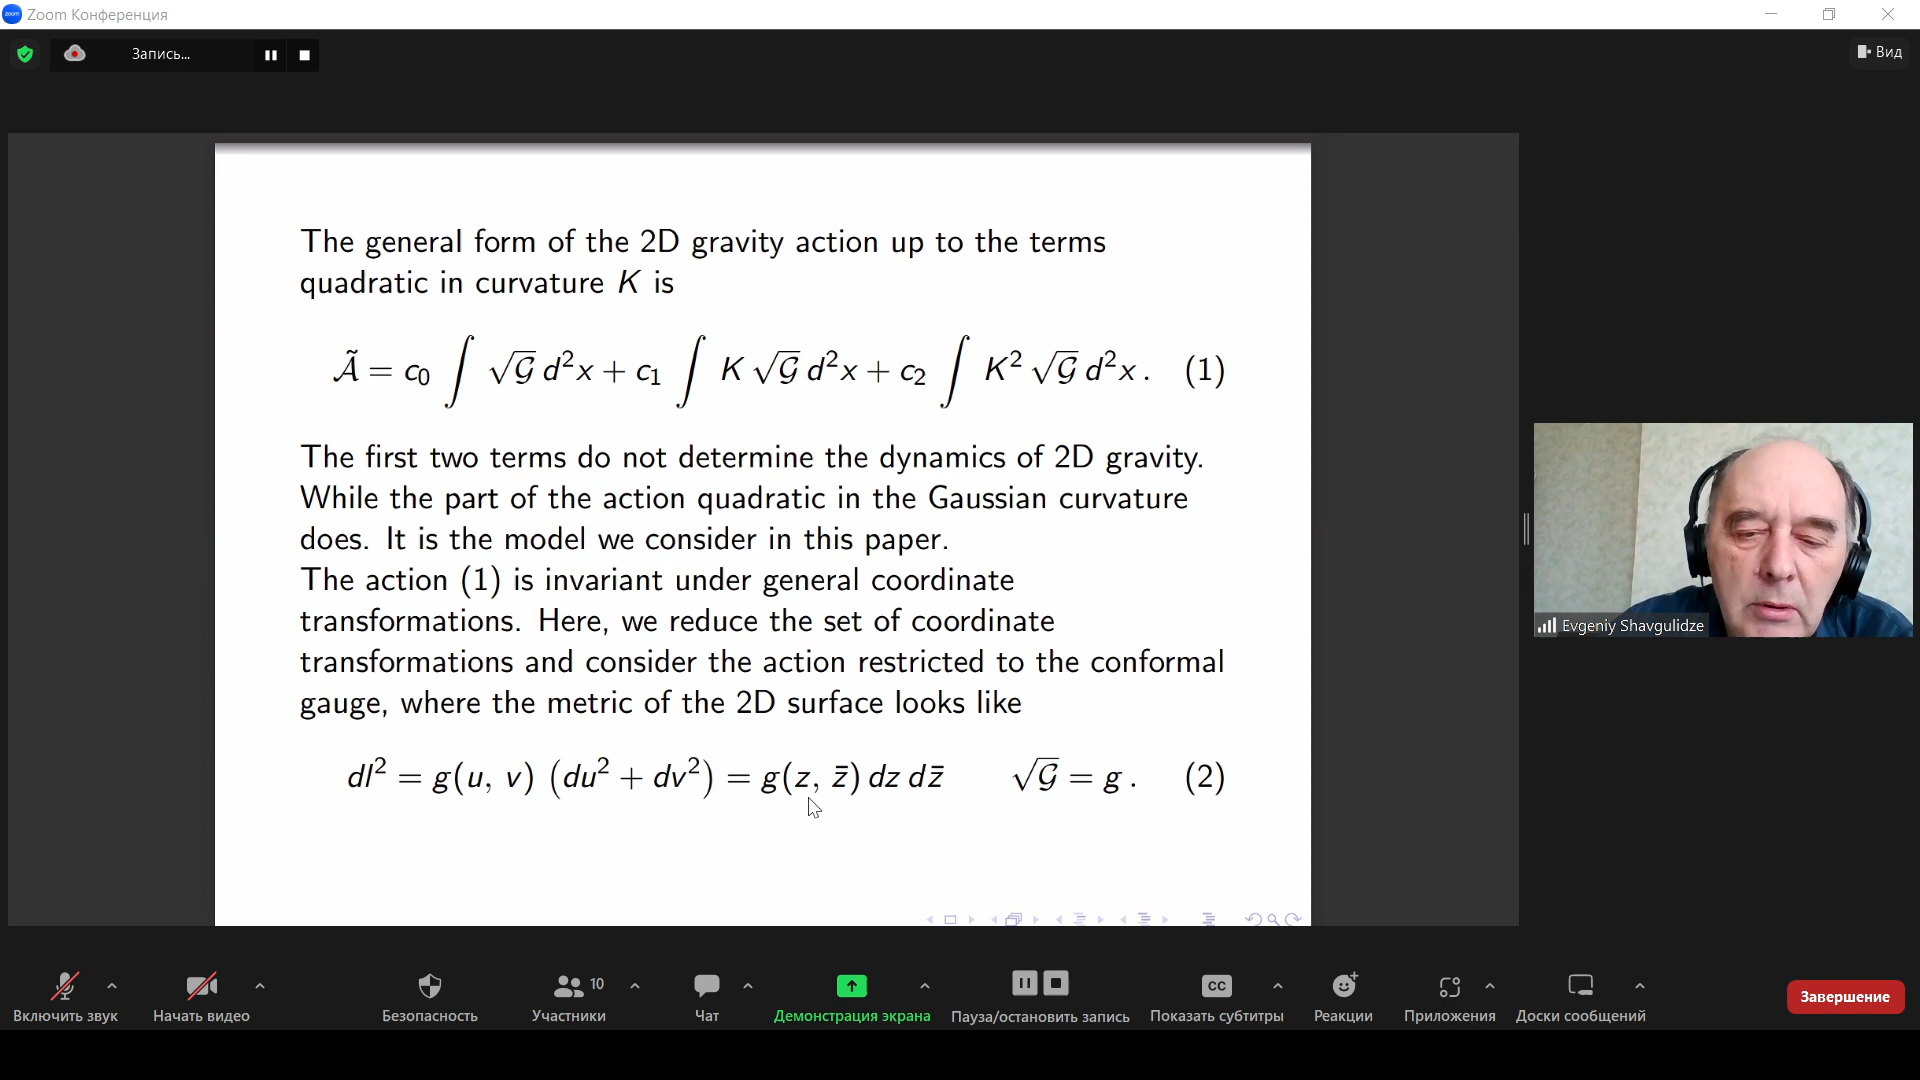 zoom Zoom Конференция
Запись...
Вид
The general form of the 2D gravity action up to the terms
quadratic in curvature K is
Ã = c₀ ∫ √𝒢 d²x + c₁ ∫ K √𝒢 d²x + c₂ ∫ K² √𝒢 d²x . (1)
The first two terms do not determine the dynamics of 2D gravity.
While the part of the action quadratic in the Gaussian curvature
does. It is the model we consider in this paper.
The action (1) is invariant under general coordinate
transformations. Here, we reduce the set of coordinate
transformations and consider the action restricted to the conformal
gauge, where the metric of the 2D surface looks like
dl² = g(u, v) (du² + dv²) = g(z, z̄) dz dz̄ √𝒢 = g . (2)
Evgeniy Shavgulidze
Включить звук
Начать видео
Безопасность
10
Участники
Чат
Демонстрация экрана
Пауза/остановить запись
CC
Показать субтитры
Реакции
Приложения
Доски сообщений
Завершение